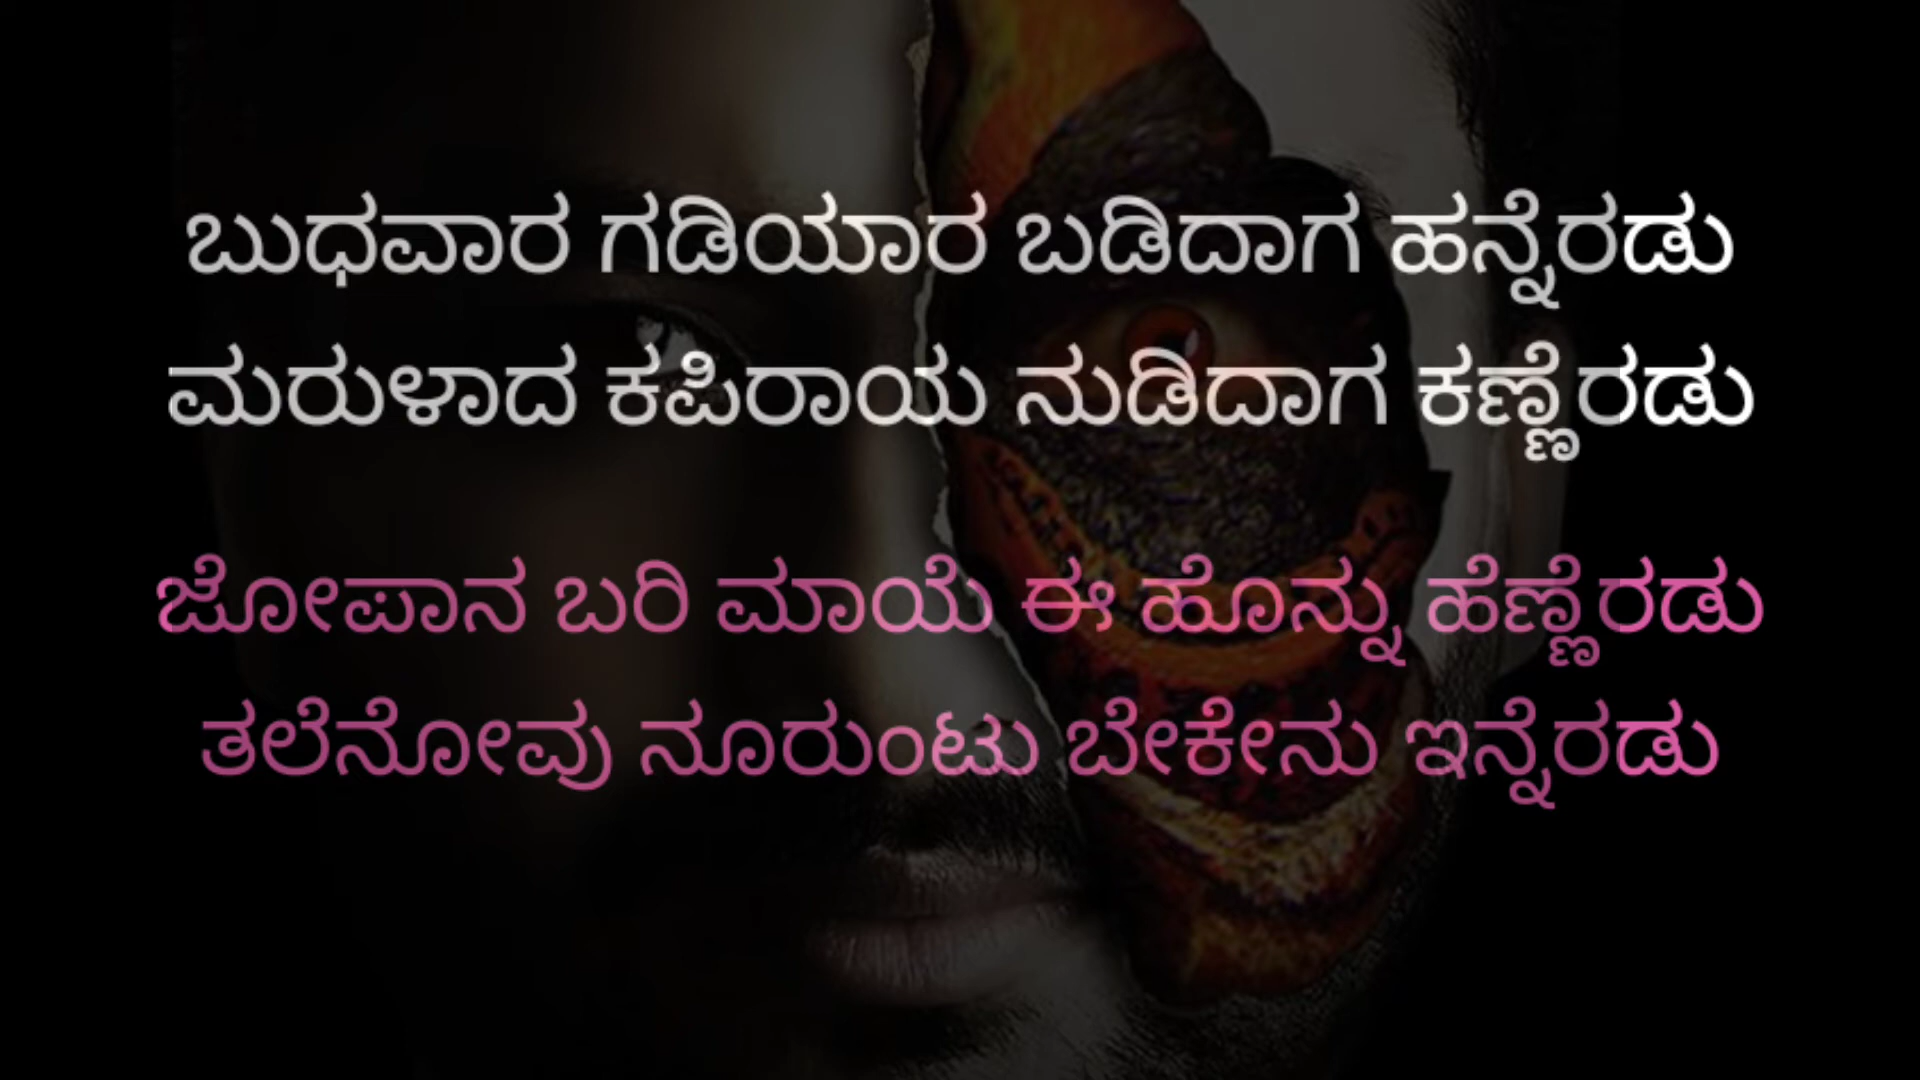 ಬುಧವಾರ ಗಡಿಯಾರ ಬಡಿದಾಗ ಹನ್ನೆರಡು
ಮರುಳಾದ ಕಪಿರಾಯ ನುಡಿದಾಗ ಕಣ್ಣೆರಡು
ಜೋಪಾನ ಬರಿ ಮಾಯೆ ಈ ಹೊನ್ನು ಹೆಣ್ಣೆರಡು
ತಲೆನೋವು ನೂರುಂಟು ಬೇಕೇನು ಇನ್ನೆರಡು